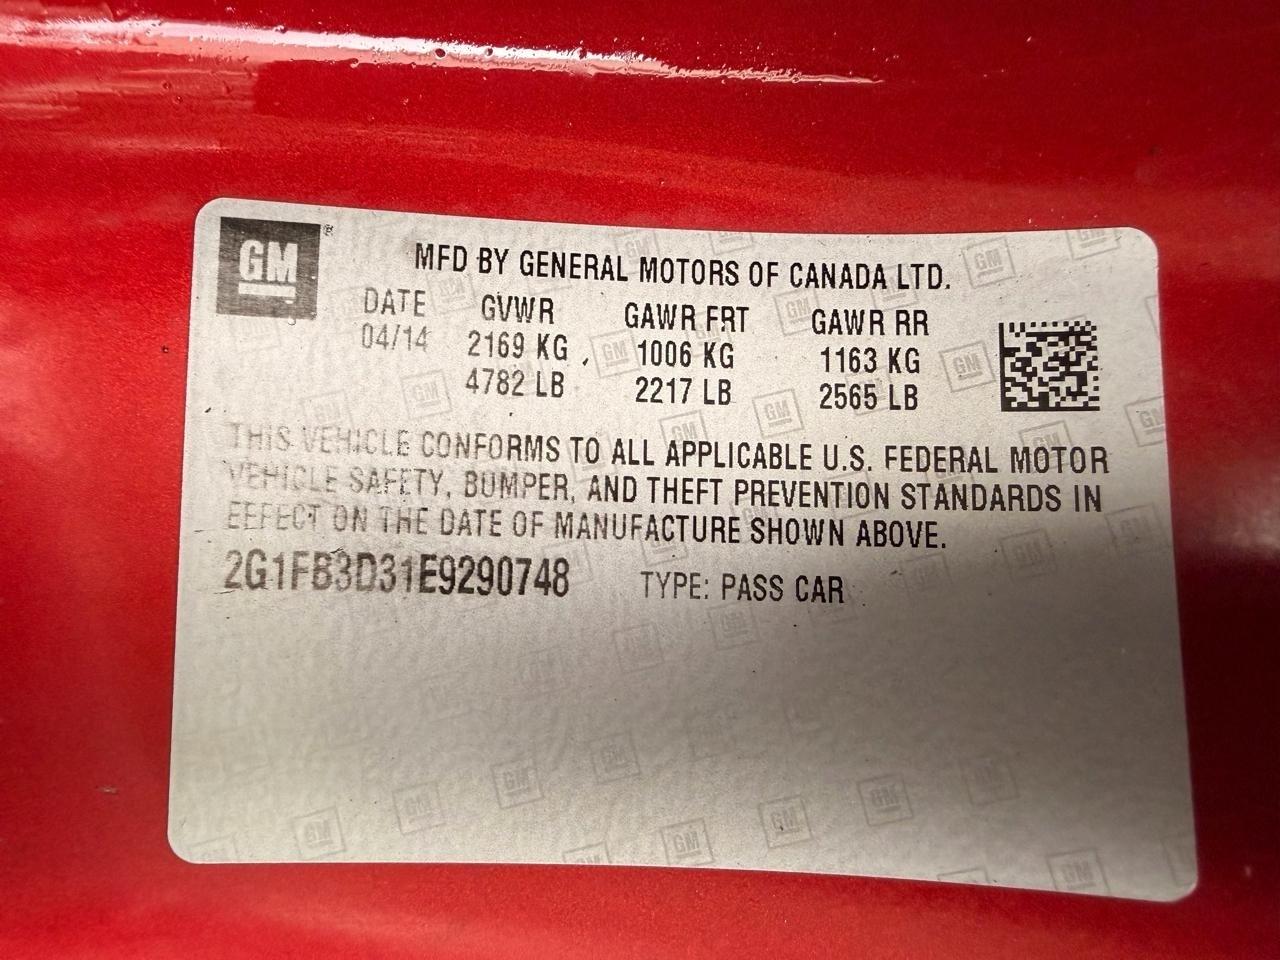 GM ®
MFD BY GENERAL MOTORS OF CANADA LTD.
DATE GVWR GAWR FRT GAWR RR
04/14 2169 KG 1006 KG 1163 KG
4782 LB 2217 LB 2565 LB
THIS VEHICLE CONFORMS TO ALL APPLICABLE U.S. FEDERAL MOTOR
VEHICLE SAFETY, BUMPER, AND THEFT PREVENTION STANDARDS IN
EFFECT ON THE DATE OF MANUFACTURE SHOWN ABOVE.
2G1FB3D31E9290748 TYPE: PASS CAR